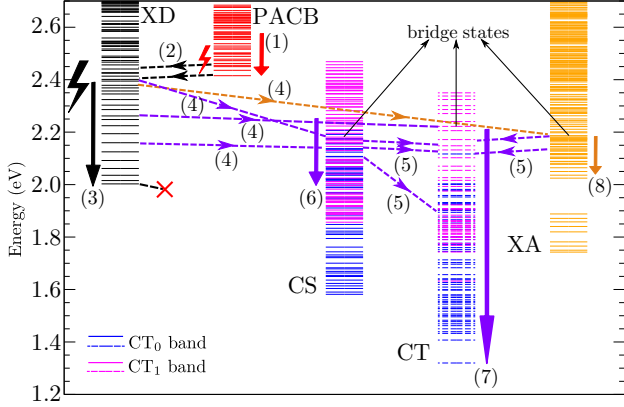 XD
PACB
(2)
(1)
bridge states
2.6
2.4
2.2
2.0
1.8
1.6
1.4
1.2
Energy (eV)
(4)
(4)
(4)
(4)
(3)
(5)
(5)
(5)
(6)
(8)
XA
CS
CT
(7)
CT₀ band
CT₁ band